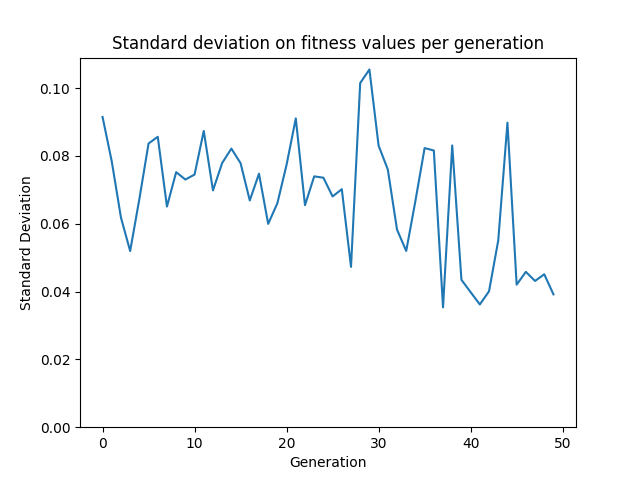 Standard deviation on fitness values per generation
0.10
0.08
0.06
0.04
0.02
0.00
Standard Deviation
0 10 20 30 40 50
Generation